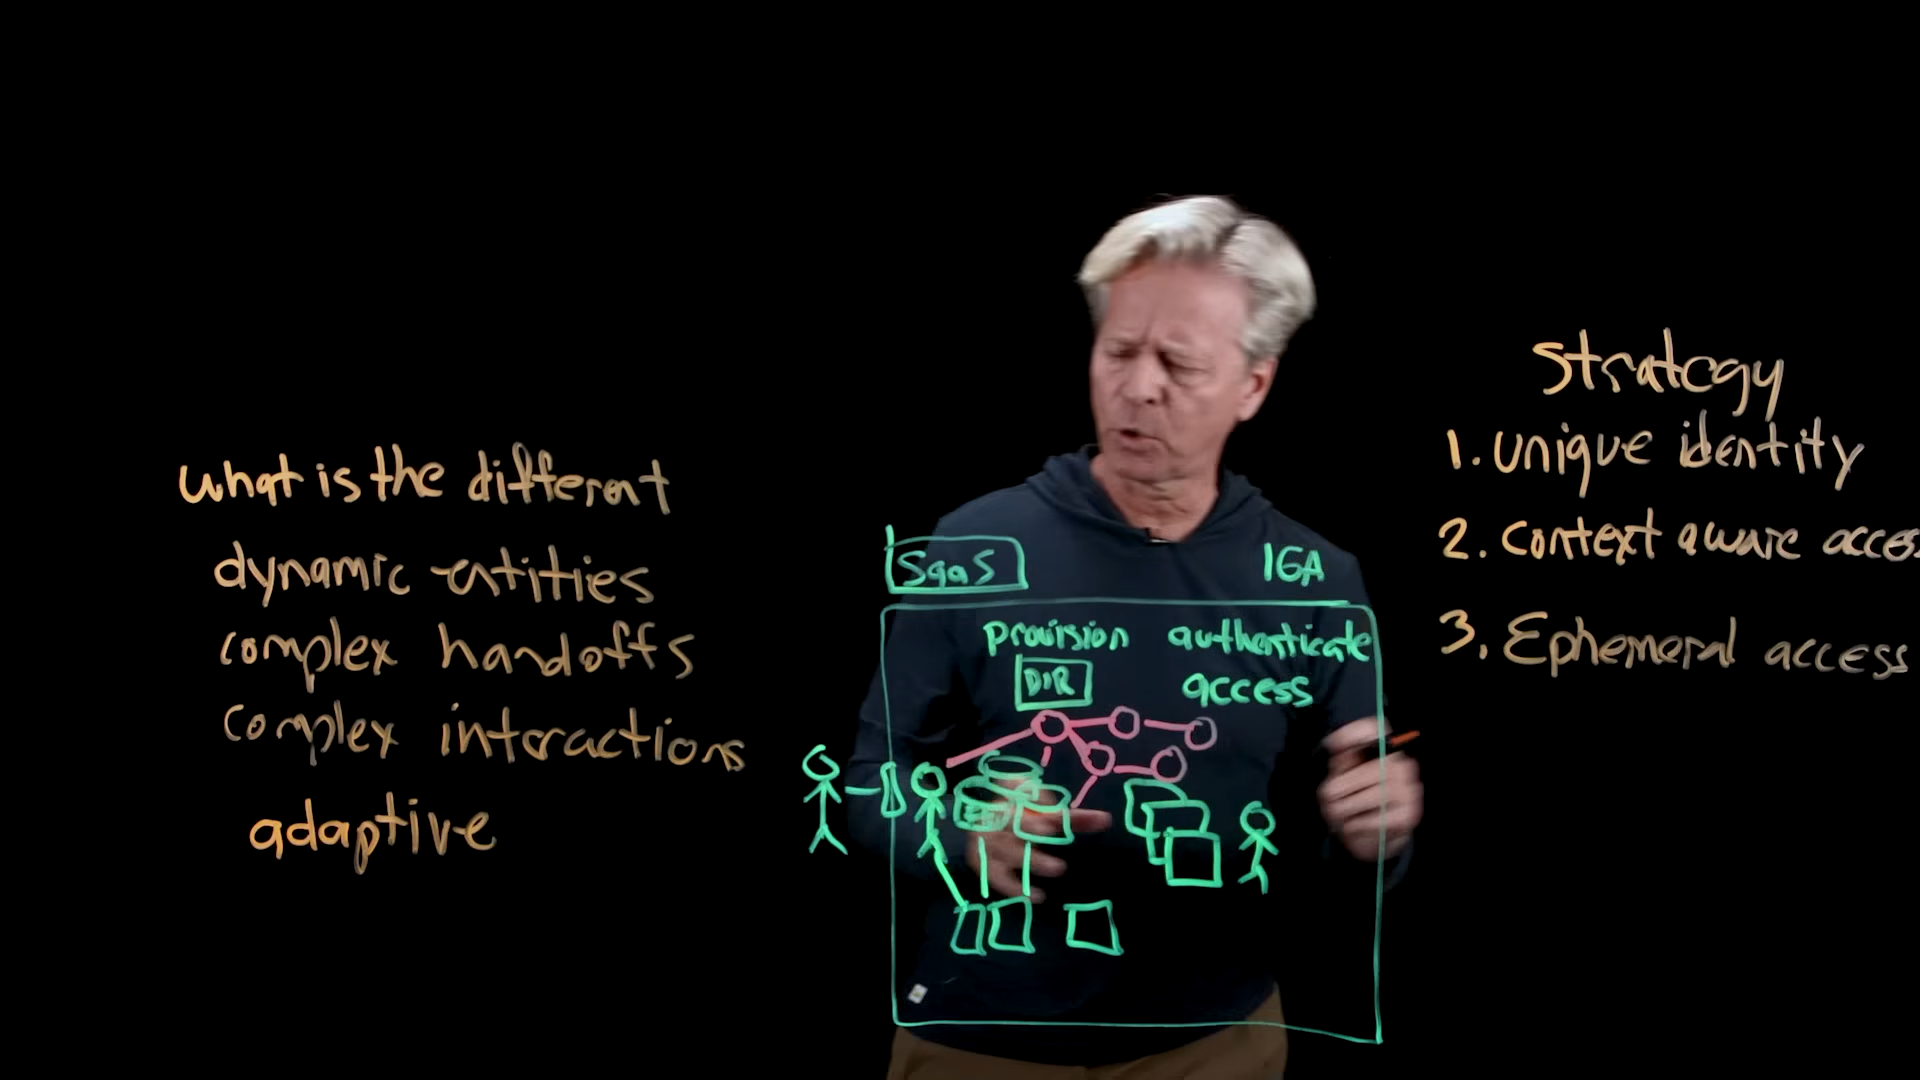 what is the different
dynamic entities
complex handoffs
complex interactions
adaptive
SaaS
IGA
provision authenticate
DIR
access
strategy
1. unique identity
2. context aware acces
3. Ephemeral access